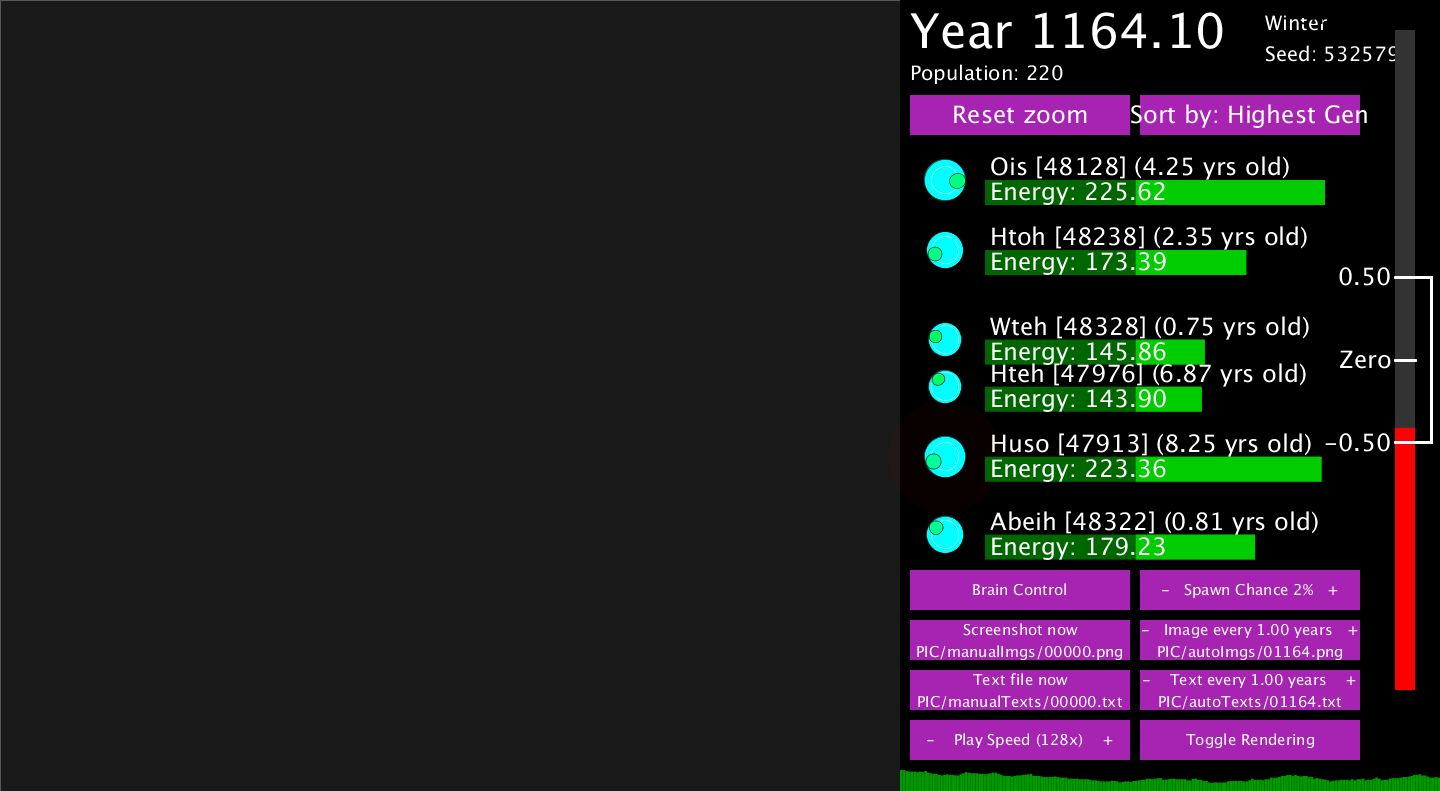 Year 1164.10
Winter
Seed: 532579
Population: 220
Reset zoom
Sort by: Highest Gen
Ois [48128] (4.25 yrs old)
Energy: 225.62
Htoh [48238] (2.35 yrs old)
Energy: 173.39
0.50
Wteh [48328] (0.75 yrs old)
Energy: 145.86
Zero
Hteh [47976] (6.87 yrs old)
Energy: 143.90
Huso [47913] (8.25 yrs old)
-0.50
Energy: 223.36
Abeih [48322] (0.81 yrs old)
Energy: 179.23
Brain Control
- Spawn Chance 2% +
Screenshot now
PIC/manualImgs/00000.png
- Image every 1.00 years +
PIC/autoImgs/01164.png
Text file now
PIC/manualTexts/00000.txt
- Text every 1.00 years +
PIC/autoTexts/01164.txt
- Play Speed (128x) +
Toggle Rendering